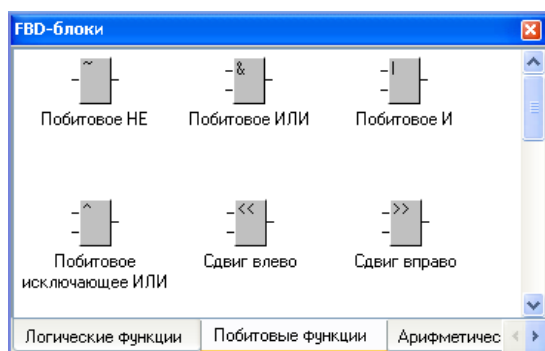 FBD-блоки
~ & |
Побитовое НЕ Побитовое ИЛИ Побитовое И
^ << >>
Побитовое исключающее ИЛИ Сдвиг влево Сдвиг вправо
Логические функции Побитовые функции Арифметичес